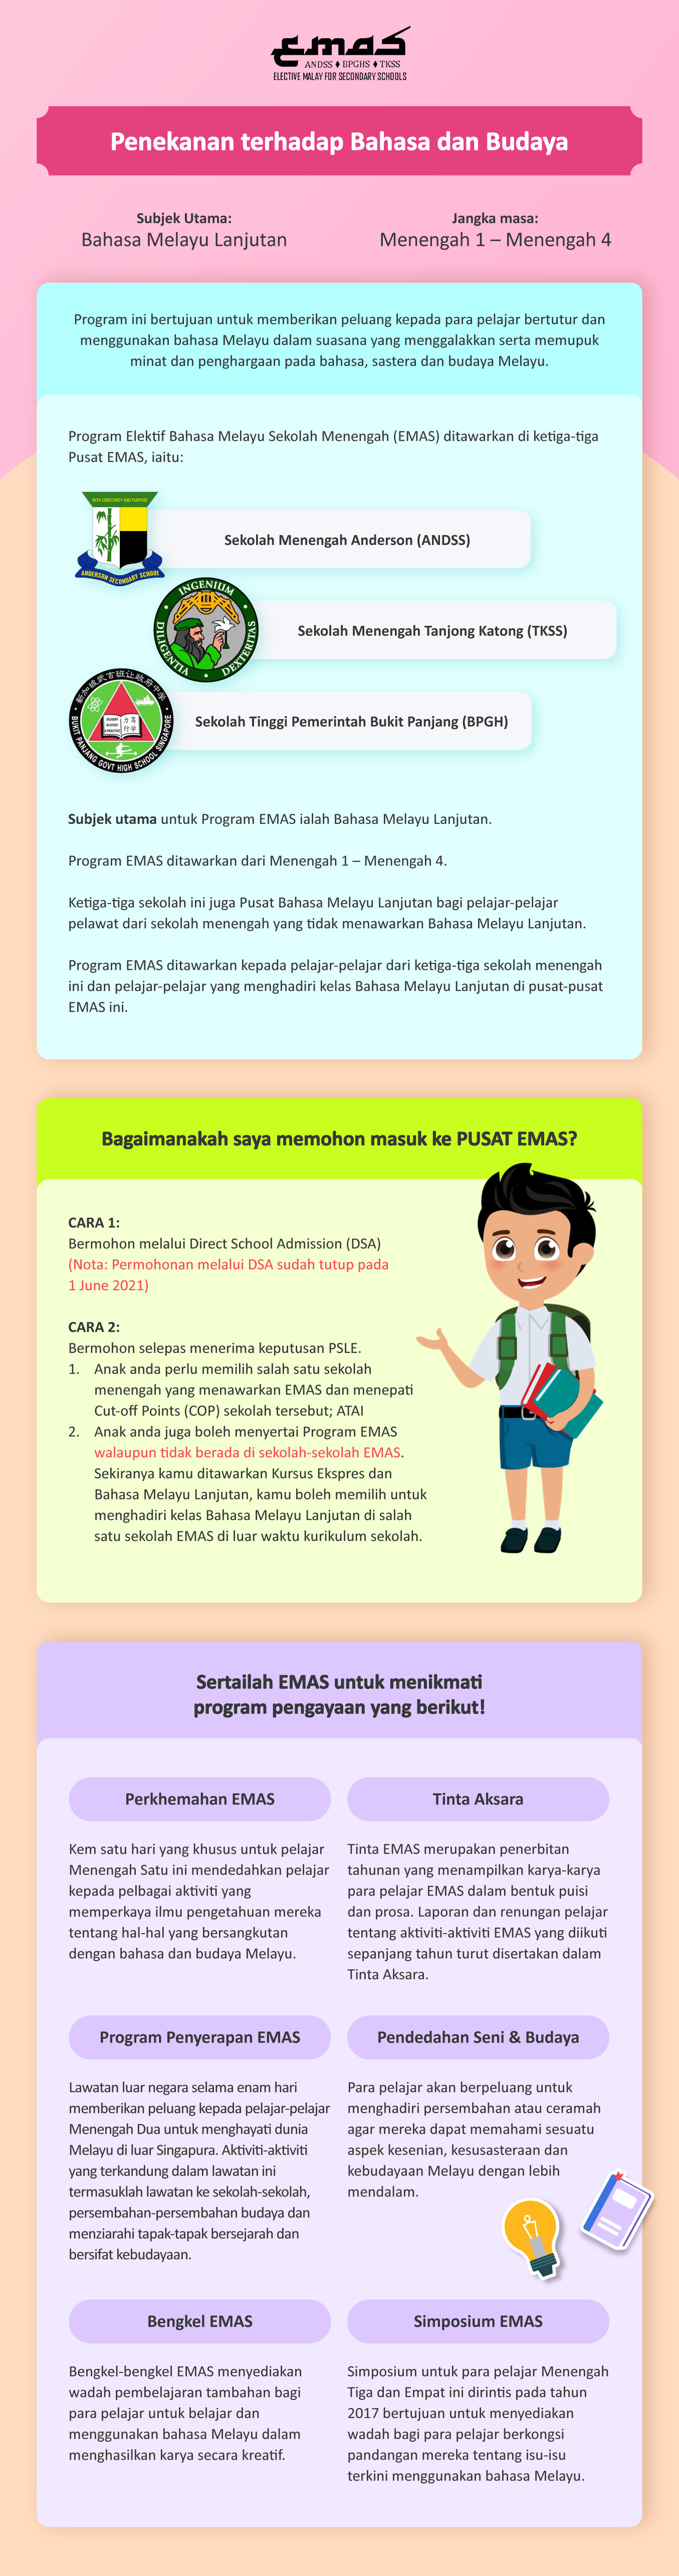 emas
ANDSS ♦ BPGHS ♦ TKSS
ELECTIVE MALAY FOR SECONDARY SCHOOLS
Penekanan terhadap Bahasa dan Budaya
Subjek Utama:
Bahasa Melayu Lanjutan
Jangka masa:
Menengah 1 – Menengah 4
Program ini bertujuan untuk memberikan peluang kepada para pelajar bertutur dan
menggunakan bahasa Melayu dalam suasana yang menggalakkan serta memupuk
minat dan penghargaan pada bahasa, sastera dan budaya Melayu.
Program Elektif Bahasa Melayu Sekolah Menengah (EMAS) ditawarkan di ketiga-tiga
Pusat EMAS, iaitu:
WITH CONSTANCY AND PURPOSE
ANDERSON SECONDARY SCHOOL
Sekolah Menengah Anderson (ANDSS)
INGENIUM
DILIGENTIA
DEXTERITAS
Sekolah Menengah Tanjong Katong (TKSS)
新加坡武吉班让政府中学
BUKIT PANJANG GOVT HIGH SCHOOL SINGAPORE
Sekolah Tinggi Pemerintah Bukit Panjang (BPGH)
Subjek utama untuk Program EMAS ialah Bahasa Melayu Lanjutan.
Program EMAS ditawarkan dari Menengah 1 – Menengah 4.
Ketiga-tiga sekolah ini juga Pusat Bahasa Melayu Lanjutan bagi pelajar-pelajar
pelawat dari sekolah menengah yang tidak menawarkan Bahasa Melayu Lanjutan.
Program EMAS ditawarkan kepada pelajar-pelajar dari ketiga-tiga sekolah menengah
ini dan pelajar-pelajar yang menghadiri kelas Bahasa Melayu Lanjutan di pusat-pusat
EMAS ini.
Bagaimanakah saya memohon masuk ke PUSAT EMAS?
CARA 1:
Bermohon melalui Direct School Admission (DSA)
(Nota: Permohonan melalui DSA sudah tutup pada
1 June 2021)
CARA 2:
Bermohon selepas menerima keputusan PSLE.
1. Anak anda perlu memilih salah satu sekolah
menengah yang menawarkan EMAS dan menepati
Cut-off Points (COP) sekolah tersebut; ATAI
2. Anak anda juga boleh menyertai Program EMAS
walaupun tidak berada di sekolah-sekolah EMAS.
Sekiranya kamu ditawarkan Kursus Ekspres dan
Bahasa Melayu Lanjutan, kamu boleh memilih untuk
menghadiri kelas Bahasa Melayu Lanjutan di salah
satu sekolah EMAS di luar waktu kurikulum sekolah.
Sertailah EMAS untuk menikmati
program pengayaan yang berikut!
Perkhemahan EMAS
Kem satu hari yang khusus untuk pelajar
Menengah Satu ini mendedahkan pelajar
kepada pelbagai aktiviti yang
memperkaya ilmu pengetahuan mereka
tentang hal-hal yang bersangkutan
dengan bahasa dan budaya Melayu.
Tinta Aksara
Tinta EMAS merupakan penerbitan
tahunan yang menampilkan karya-karya
para pelajar EMAS dalam bentuk puisi
dan prosa. Laporan dan renungan pelajar
tentang aktiviti-aktiviti EMAS yang diikuti
sepanjang tahun turut disertakan dalam
Tinta Aksara.
Program Penyerapan EMAS
Lawatan luar negara selama enam hari
memberikan peluang kepada pelajar-pelajar
Menengah Dua untuk menghayati dunia
Melayu di luar Singapura. Aktiviti-aktiviti
yang terkandung dalam lawatan ini
termasuklah lawatan ke sekolah-sekolah,
persembahan-persembahan budaya dan
menziarahi tapak-tapak bersejarah dan
bersifat kebudayaan.
Pendedahan Seni & Budaya
Para pelajar akan berpeluang untuk
menghadiri persembahan atau ceramah
agar mereka dapat memahami sesuatu
aspek kesenian, kesusasteraan dan
kebudayaan Melayu dengan lebih
mendalam.
Bengkel EMAS
Bengkel-bengkel EMAS menyediakan
wadah pembelajaran tambahan bagi
para pelajar untuk belajar dan
menggunakan bahasa Melayu dalam
menghasilkan karya secara kreatif.
Simposium EMAS
Simposium untuk para pelajar Menengah
Tiga dan Empat ini dirintis pada tahun
2017 bertujuan untuk menyediakan
wadah bagi para pelajar berkongsi
pandangan mereka tentang isu-isu
terkini menggunakan bahasa Melayu.